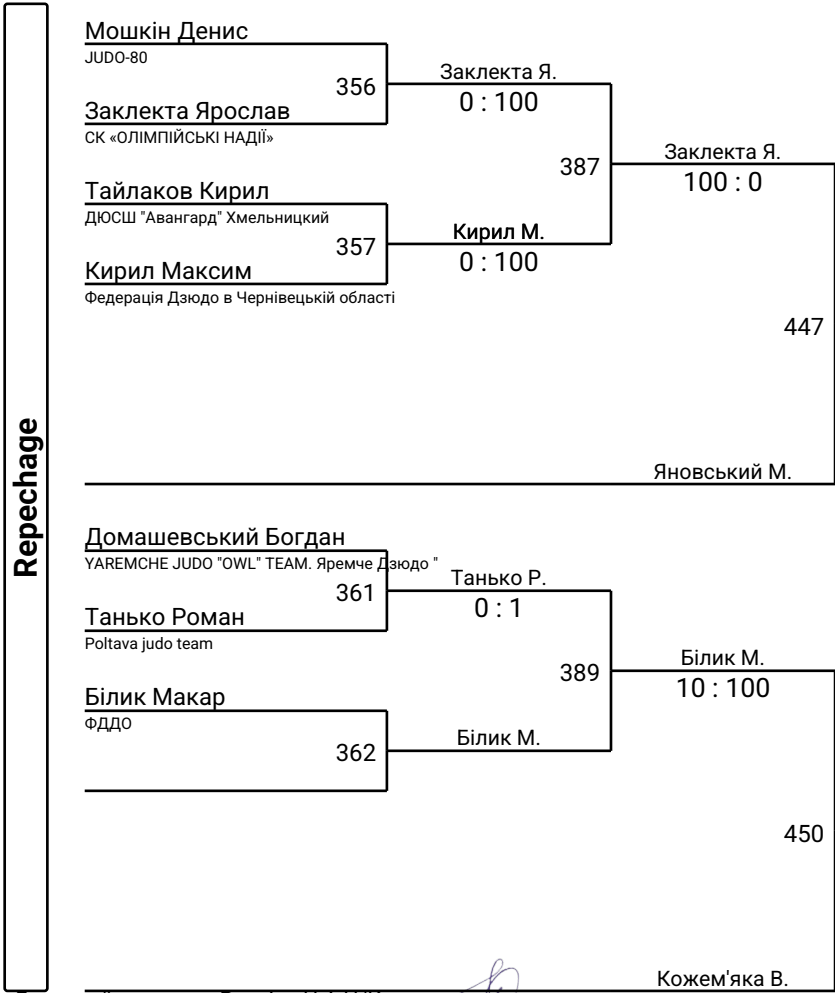 Repechage
Мошкін Денис
JUDO-80
356
Заклекта Я.
0 : 100
Заклекта Ярослав
СК «ОЛІМПІЙСЬКІ НАДІЇ»
387
Заклекта Я.
100 : 0
Тайлаков Кирил
ДЮСШ "Авангард" Хмельницкий
357
Кирил М.
0 : 100
Кирил Максим
Федерація Дзюдо в Чернівецькій області
447
Яновський М.
Домашевський Богдан
YAREMCHE JUDO "OWL" TEAM. Яремче Дзюдо "
361
Танько Р.
0 : 1
Танько Роман
Poltava judo team
389
Білик М.
10 : 100
Білик Макар
ФДДО
362
Білик М.
450
Кожем'яка В.